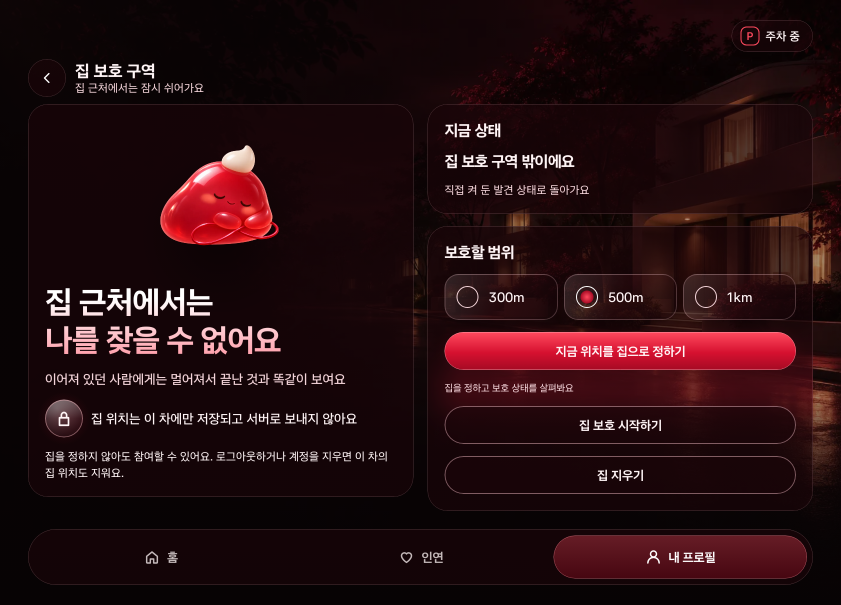 P 주차 중
집 보호 구역
집 근처에서는 잠시 쉬어가요
집 근처에서는
나를 찾을 수 없어요
이어져 있던 사람에게는 멀어져서 끝난 것과 똑같이 보여요
집 위치는 이 차에만 저장되고 서버로 보내지 않아요
집을 정하지 않아도 참여할 수 있어요. 로그아웃하거나 계정을 지우면 이 차의
집 위치도 지워요.
지금 상태
집 보호 구역 밖이에요
직접 켜 둔 발견 상태로 돌아가요
보호할 범위
300m
500m
1km
지금 위치를 집으로 정하기
집을 정하고 보호 상태를 살펴봐요
집 보호 시작하기
집 지우기
홈
인연
내 프로필